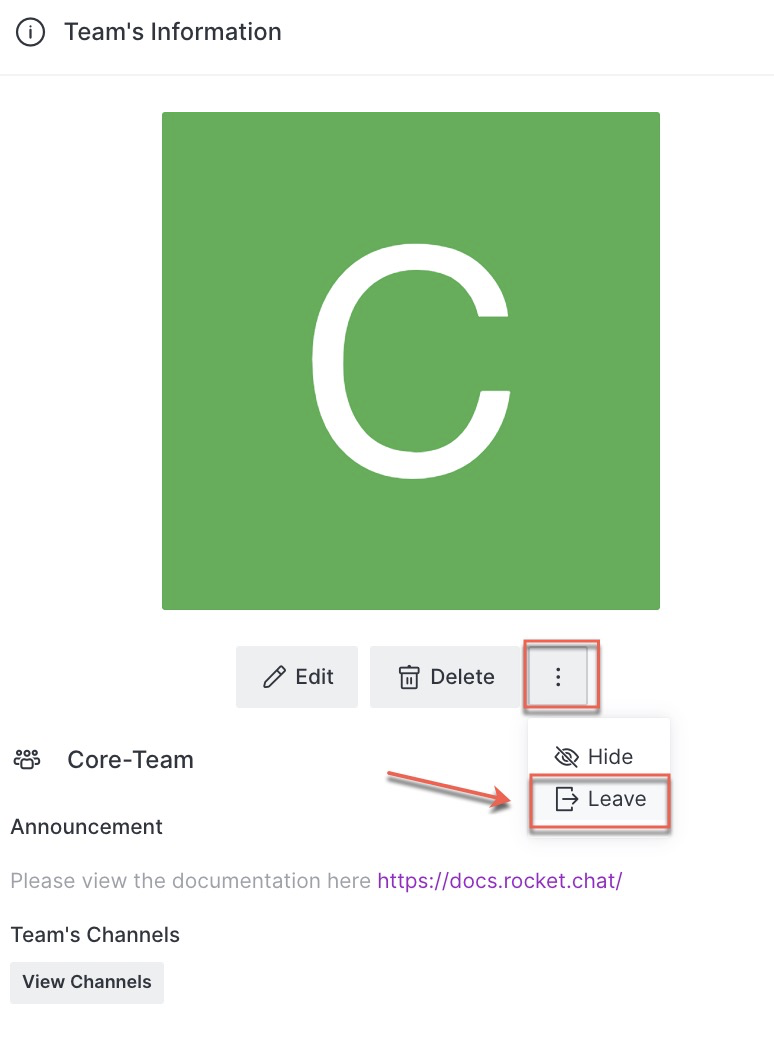 Team's Information
C
Edit
Delete
Hide
Leave
Core-Team
Announcement
Please view the documentation here https://docs.rocket.chat/
Team's Channels
View Channels